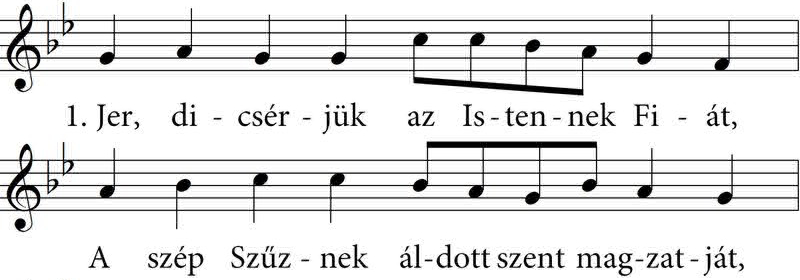 1. Jer, di - csér - jük az Is - ten - nek Fi - át,
A szép Szűz - nek ál - dott szent mag - zat - ját,